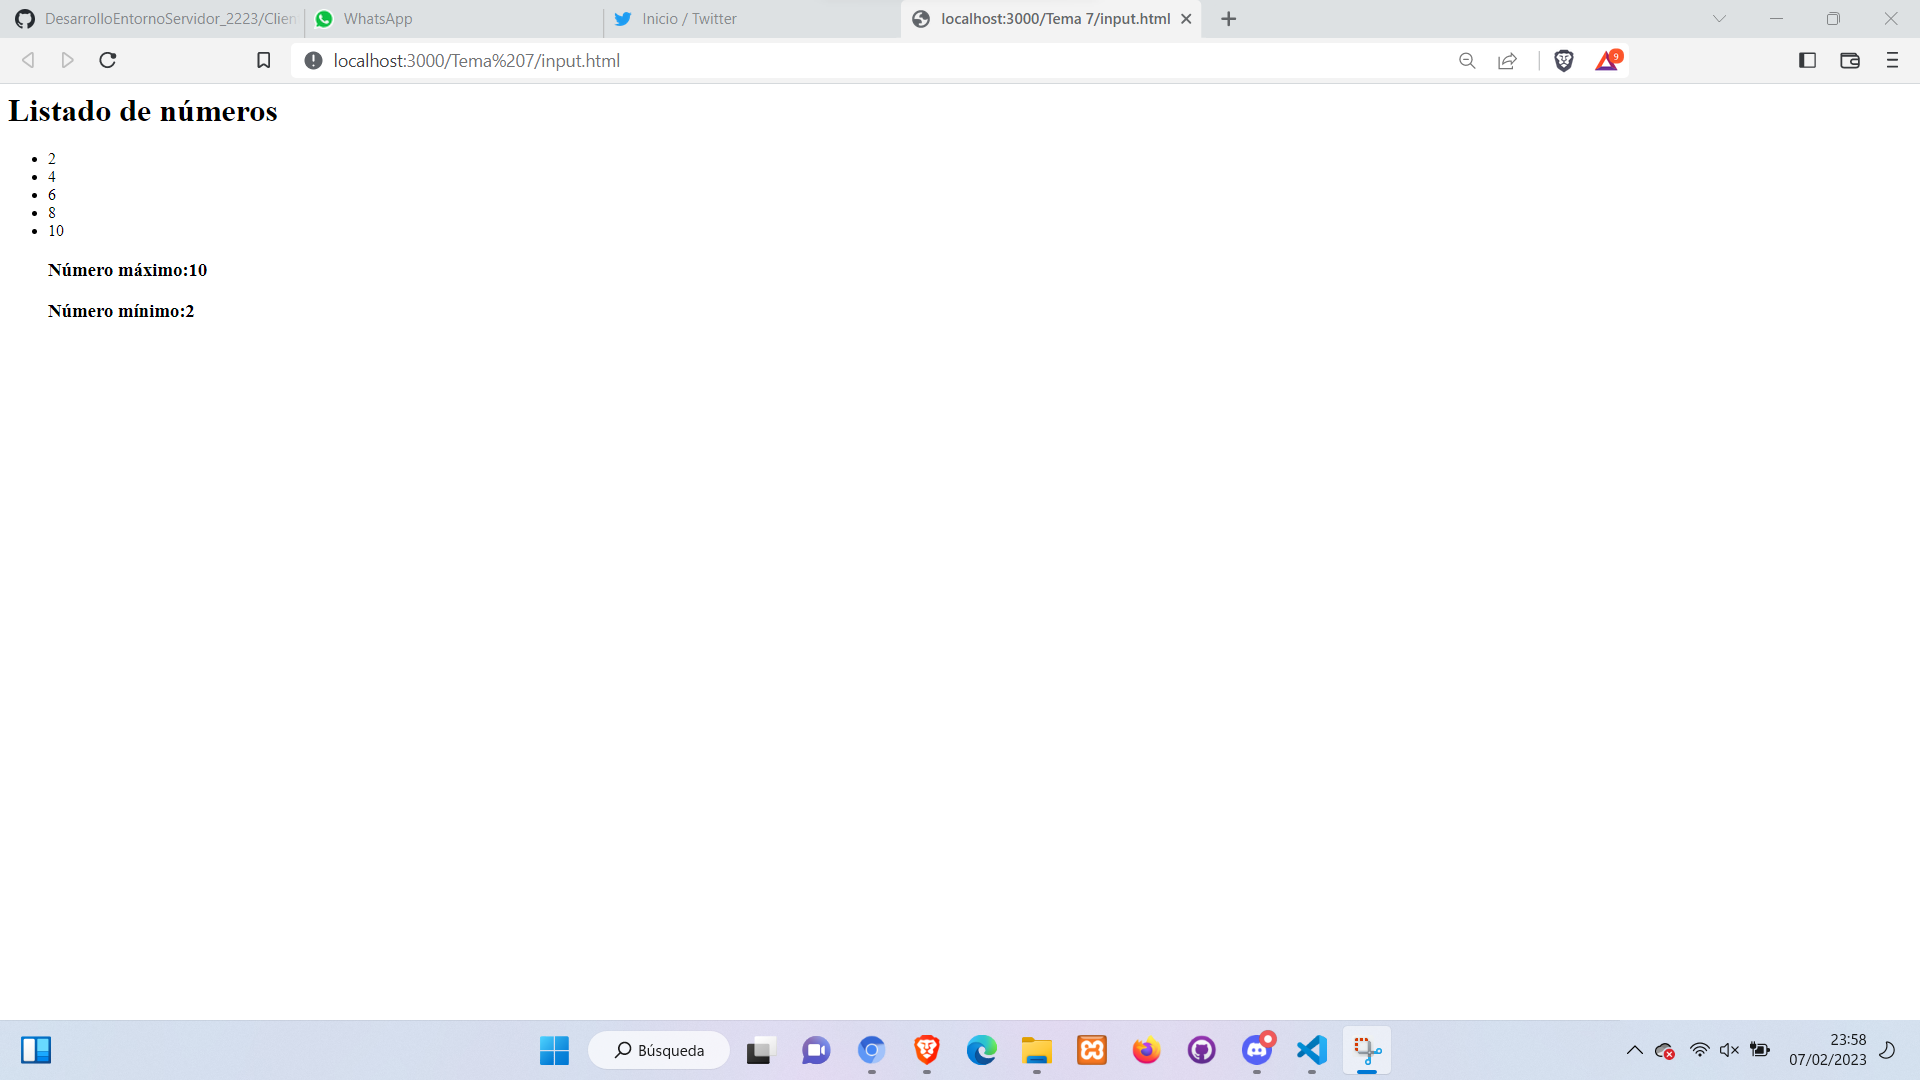 DesarrolloEntornoServidor_2223/Clien
WhatsApp
Inicio / Twitter
localhost:3000/Tema 7/input.html
localhost:3000/Tema%207/input.html
9
Listado de números
2
4
6
8
10
Número máximo:10
Número mínimo:2
Búsqueda
23:58
07/02/2023